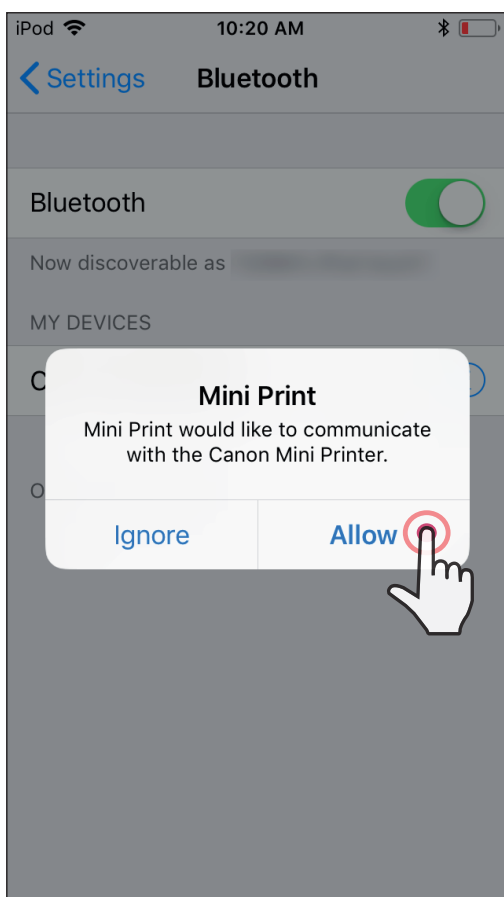 iPod 10:20 AM
Settings Bluetooth
Bluetooth
Now discoverable as
MY DEVICES
Mini Print
Mini Print would like to communicate
with the Canon Mini Printer.
Ignore Allow